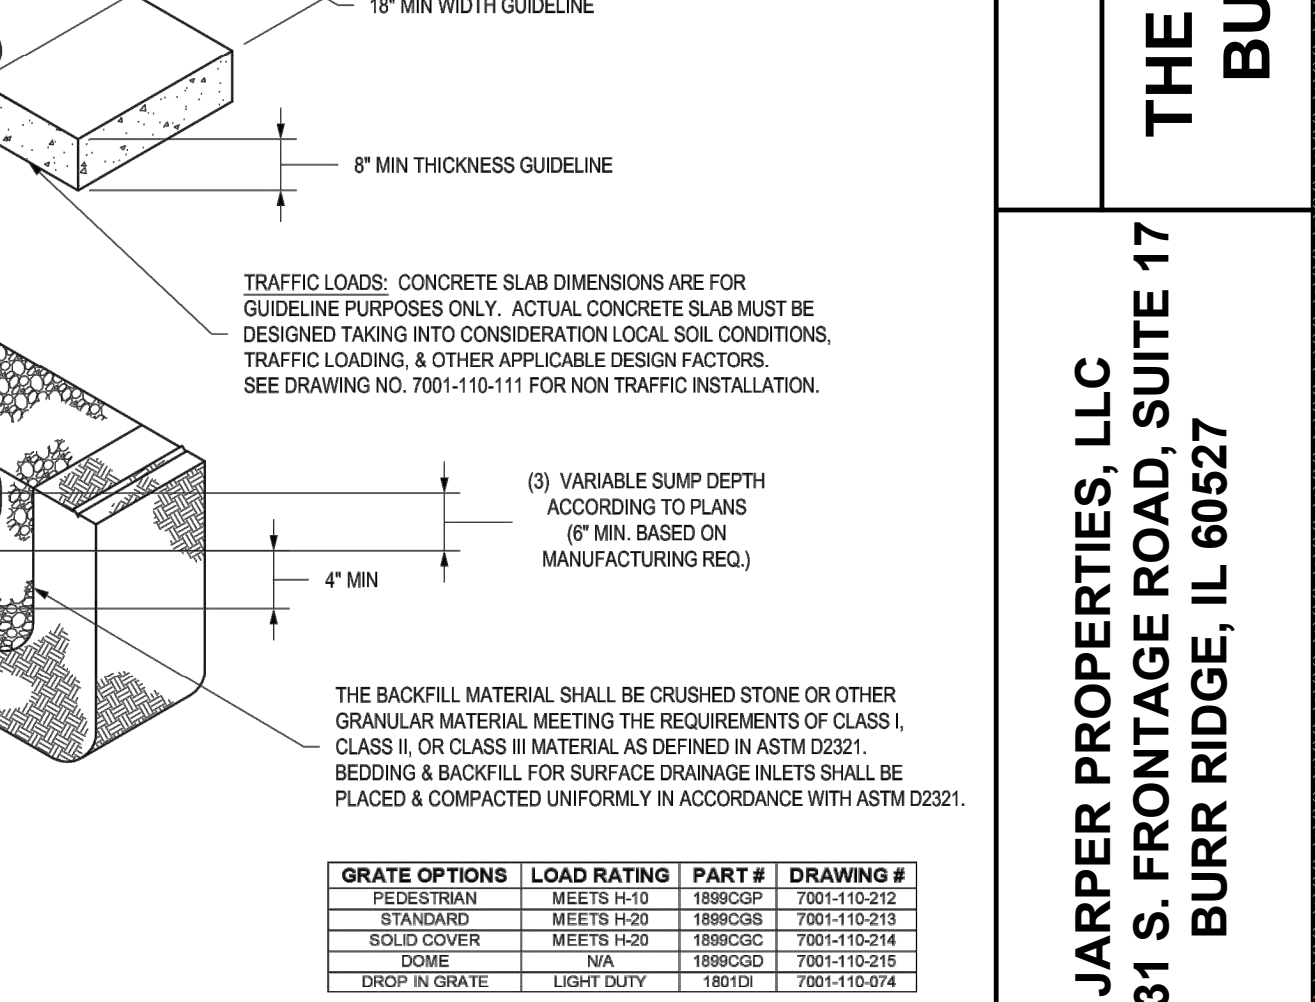 18" MIN WIDTH GUIDELINE
8" MIN THICKNESS GUIDELINE
TRAFFIC LOADS: CONCRETE SLAB DIMENSIONS ARE FOR
GUIDELINE PURPOSES ONLY. ACTUAL CONCRETE SLAB MUST BE
DESIGNED TAKING INTO CONSIDERATION LOCAL SOIL CONDITIONS,
TRAFFIC LOADING, & OTHER APPLICABLE DESIGN FACTORS.
SEE DRAWING NO. 7001-110-111 FOR NON TRAFFIC INSTALLATION.
(3) VARIABLE SUMP DEPTH
ACCORDING TO PLANS
(6" MIN. BASED ON
MANUFACTURING REQ.)
4" MIN
THE BACKFILL MATERIAL SHALL BE CRUSHED STONE OR OTHER
GRANULAR MATERIAL MEETING THE REQUIREMENTS OF CLASS I,
CLASS II, OR CLASS III MATERIAL AS DEFINED IN ASTM D2321.
BEDDING & BACKFILL FOR SURFACE DRAINAGE INLETS SHALL BE
PLACED & COMPACTED UNIFORMLY IN ACCORDANCE WITH ASTM D2321.
GRATE OPTIONS LOAD RATING PART # DRAWING #
PEDESTRIAN MEETS H-10 1899CGP 7001-110-212
STANDARD MEETS H-20 1899CGS 7001-110-213
SOLID COVER MEETS H-20 1899CGC 7001-110-214
DOME N/A 1899CGD 7001-110-215
DROP IN GRATE LIGHT DUTY 1801DI 7001-110-074
THE
BU
JARPER PROPERTIES, LLC
31 S. FRONTAGE ROAD, SUITE 17
BURR RIDGE, IL 60527